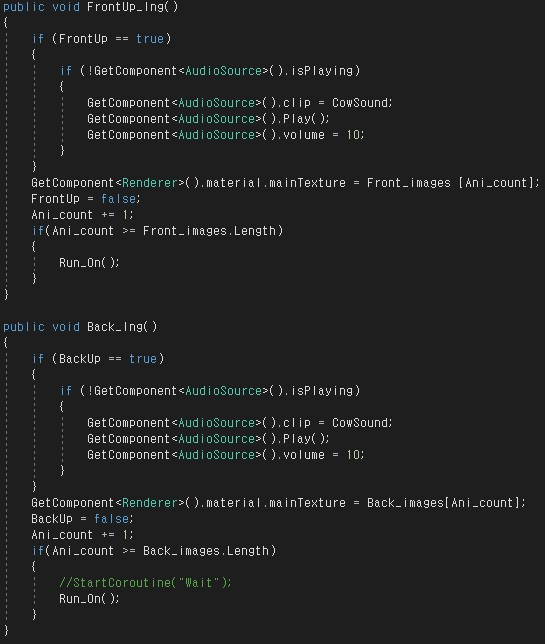 public void FrontUp_Ing()
{
if (FrontUp == true)
{
if (!GetComponent<AudioSource>().isPlaying)
{
GetComponent<AudioSource>().clip = CowSound;
GetComponent<AudioSource>().Play();
GetComponent<AudioSource>().volume = 10;
}
}
GetComponent<Renderer>().material.mainTexture = Front_images [Ani_count];
FrontUp = false;
Ani_count += 1;
if(Ani_count >= Front_images.Length)
{
Run_On();
}
}
public void Back_Ing()
{
if (BackUp == true)
{
if (!GetComponent<AudioSource>().isPlaying)
{
GetComponent<AudioSource>().clip = CowSound;
GetComponent<AudioSource>().Play();
GetComponent<AudioSource>().volume = 10;
}
}
GetComponent<Renderer>().material.mainTexture = Back_images[Ani_count];
BackUp = false;
Ani_count += 1;
if(Ani_count >= Back_images.Length)
{
//StartCoroutine("Wait");
Run_On();
}
}